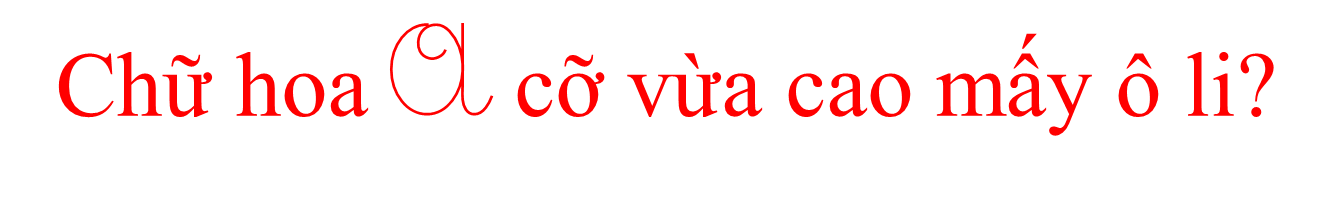 Chữ hoa A cỡ vừa cao mấy ô li?